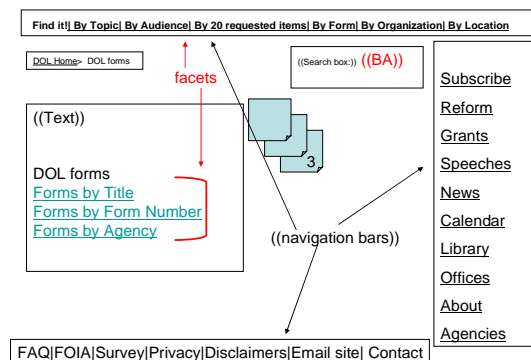 Find it!| By Topic| By Audience| By 20 requested items| By Form| By Organization| By Location
DOL Home> DOL forms
facets
((Search box:)) ((BA))
((Text))
DOL forms
Forms by Title
Forms by Form Number
Forms by Agency
3
((navigation bars))
Subscribe
Reform
Grants
Speeches
News
Calendar
Library
Offices
About
Agencies
FAQ|FOIA|Survey|Privacy|Disclaimers|Email site| Contact